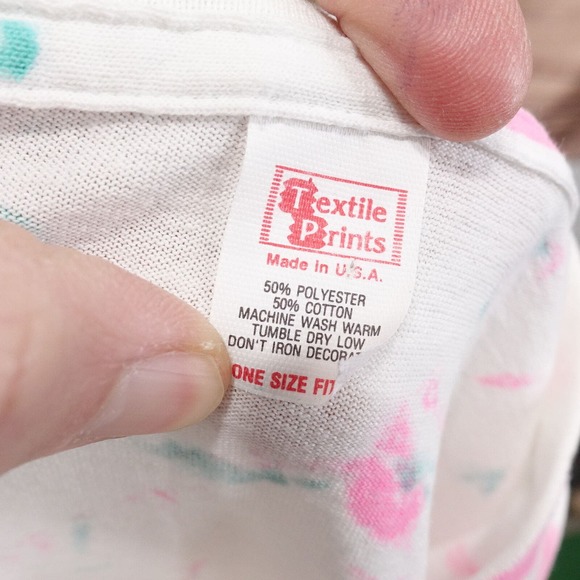 Textile
Prints
Made in U.S.A.
50% POLYESTER
50% COTTON
MACHINE WASH WARM
TUMBLE DRY LOW
DON'T IRON DECORAT
ONE SIZE FIT